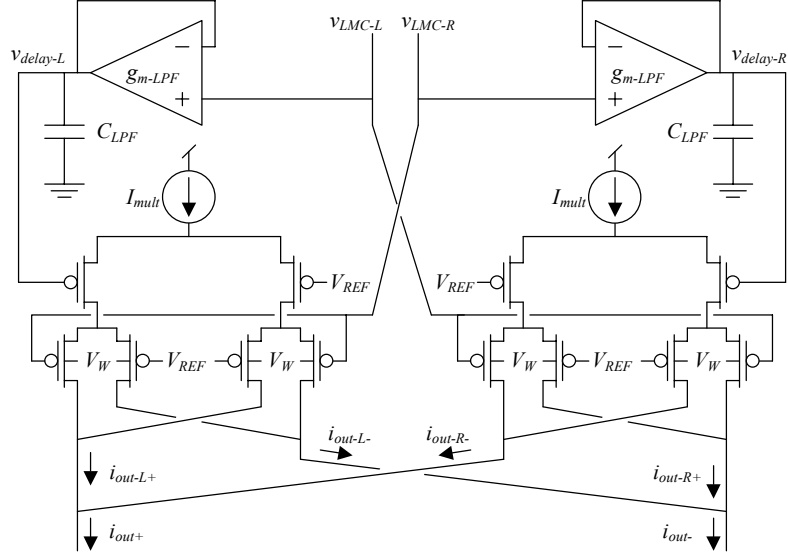 v_LMC-L v_LMC-R
v_delay-L g_m-LPF − + g_m-LPF − + v_delay-R
C_LPF C_LPF
I_mult I_mult
V_REF V_REF
V_W V_REF V_W V_W V_REF V_W
i_out-L- i_out-R-
i_out-L+ i_out-R+
i_out+ i_out-